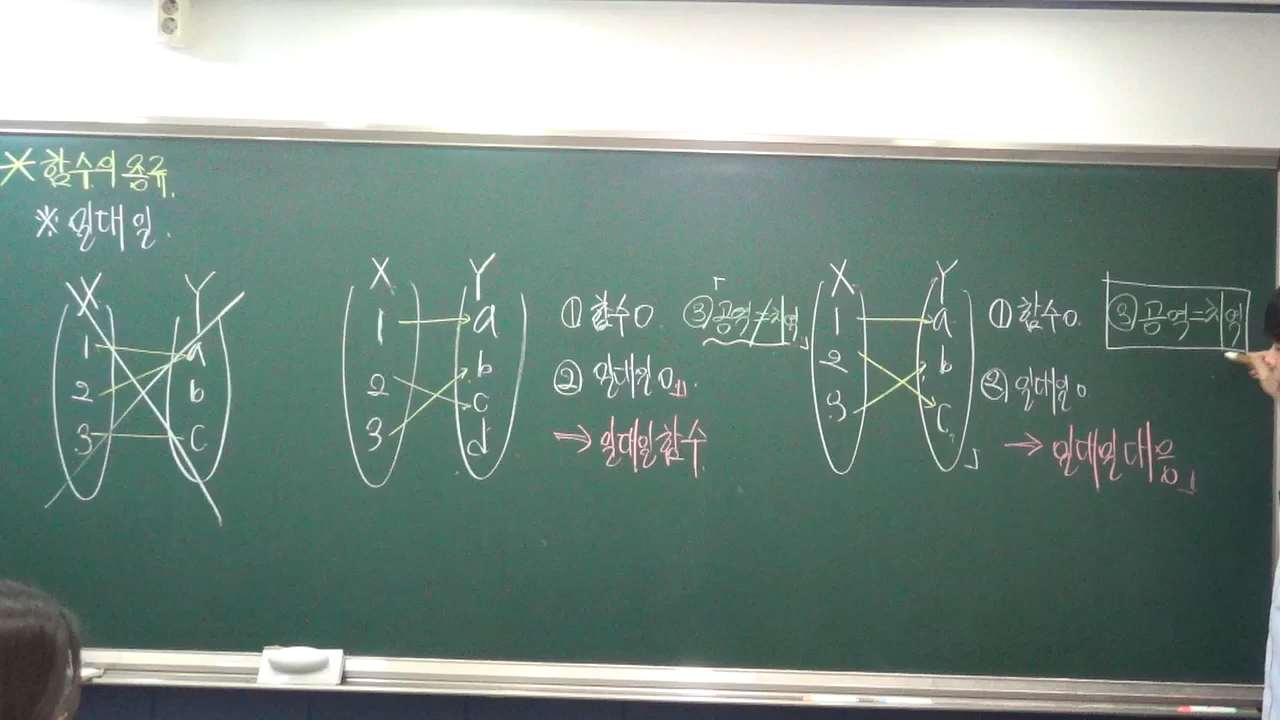 * 함수의 종류.
※ 일대일.
X Y
1 a
2 b
3 c
X Y
1 a
2 b
3 c
d
① 함수 O
② 일대일 O」.
⇒ 일대일함수
「③ 공역≠치역」
X Y
1 a
2 b
3 c
① 함수 O.
② 일대일 O
→ 일대일 대응」
③ 공역=치역